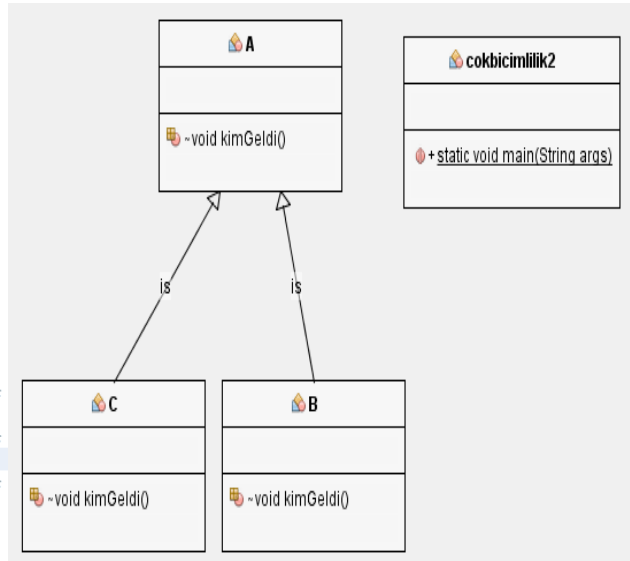 A
~void kimGeldi()
cokbicimlilik2
+static void main(String args)
is
is
C
~void kimGeldi()
B
~void kimGeldi()